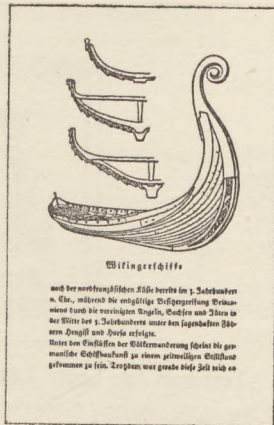 Wikingerschiffe
nach der nordfranzösischen Küste bereits im 3. Jahrhundert
n. Chr., während die endgültige Besitzergreifung Britan-
niens durch die vereinigten Angeln, Sachsen und Jüten in
der Mitte des 5. Jahrhunderts unter den sagenhaften Füh-
rern Hengist und Horsa erfolgte.
Unter den Einflüssen der Völkerwanderung scheint die ger-
manische Schiffbaukunst zu einem zeitweiligen Stillstand
gekommen zu sein. Trotzdem war gerade diese Zeit reich an